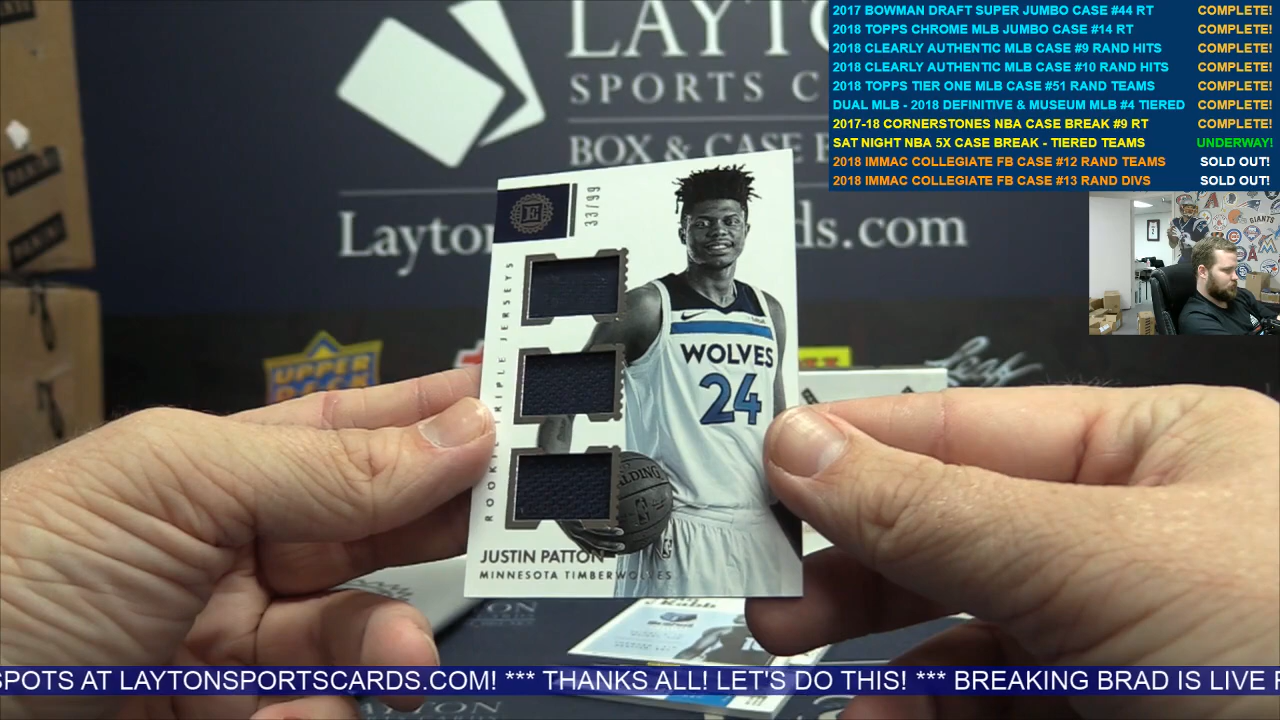 2017 BOWMAN DRAFT SUPER JUMBO CASE #44 RT COMPLETE!
2018 TOPPS CHROME MLB JUMBO CASE #14 RT COMPLETE!
2018 CLEARLY AUTHENTIC MLB CASE #9 RAND HITS COMPLETE!
2018 CLEARLY AUTHENTIC MLB CASE #10 RAND HITS COMPLETE!
2018 TOPPS TIER ONE MLB CASE #51 RAND TEAMS COMPLETE!
DUAL MLB - 2018 DEFINITIVE & MUSEUM MLB #4 TIERED COMPLETE!
2017-18 CORNERSTONES NBA CASE BREAK #9 RT COMPLETE!
SAT NIGHT NBA 5X CASE BREAK - TIERED TEAMS UNDERWAY!
2018 IMMAC COLLEGIATE FB CASE #12 RAND TEAMS SOLD OUT!
2018 IMMAC COLLEGIATE FB CASE #13 RAND DIVS SOLD OUT!
LAYTO
SPORTS C
BOX & CASE B
Layton ds.com
PANINI
PANINI
GIANTS
E
33/99
ROOKIE TRIPLE JERSEYS
WOLVES
24
SPALDING
JUSTIN PATTON
MINNESOTA TIMBERWOLVES
UPPER
Leaf
SPOTS AT LAYTONSPORTSCARDS.COM! *** THANKS ALL! LET'S DO THIS! *** BREAKING BRAD IS LIVE